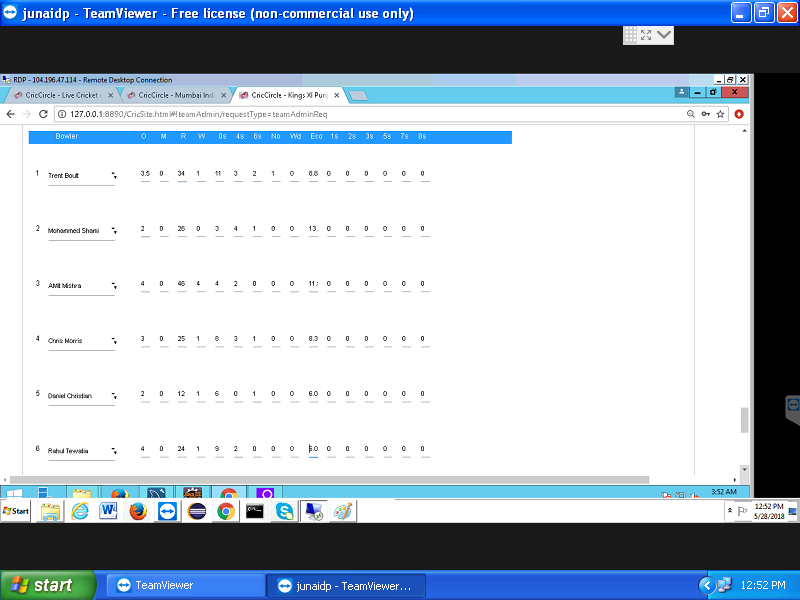 junaidp - TeamViewer - Free license (non-commercial use only)
RDP - 104.196.47.114 - Remote Desktop Connection
CricCircle - Live Cricket
CricCircle - Mumbai Indi
CricCircle - Kings XI Pun
127.0.0.1:8890/CricSite.html#!teamAdmin/requestType=teamAdminReq
Bowler O M R W 0s 4s 6s No Wd Eco 1s 2s 3s 5s 7s 8s
1 Trent Boult 3.5 0 34 1 11 3 2 1 0 8.8 0 0 0 0 0 0
2 Mohammed Shami 2 0 26 0 3 4 1 0 0 13. 0 0 0 0 0 0
3 AMit Mishra 4 0 46 4 4 2 0 0 0 11. 0 0 0 0 0 0
4 Chris Morris 3 0 25 1 8 3 1 0 0 8.3 0 0 0 0 0 0
5 Daniel Christian 2 0 12 1 6 0 1 0 0 6.0 0 0 0 0 0 0
6 Rahul Tewatia 4 0 24 1 9 2 0 0 0 6.0 0 0 0 0 0 0
3:52 AM
Start
12:52 PM
5/28/2018
start
TeamViewer
junaidp - TeamViewer...
12:52 PM